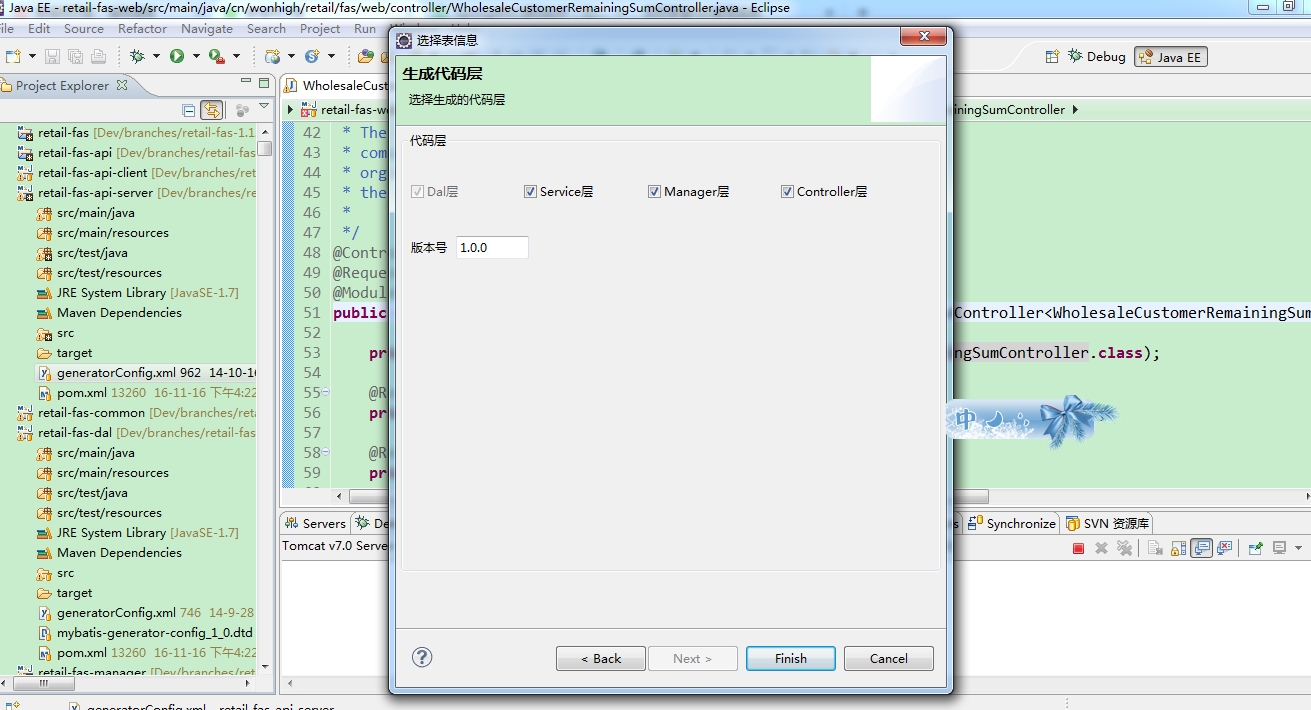 Java EE - retail-fas-web/src/main/java/cn/wonhigh/retail/fas/web/controller/WholesaleCustomerRemainingSumController.java - Eclipse
Edit Source Refactor Navigate Search Project Run
Debug
Java EE
Project Explorer
retail-fas [Dev/branches/retail-fas-1.1
retail-fas-api [Dev/branches/retail-fas
retail-fas-api-client [Dev/branches/ret
retail-fas-api-server [Dev/branches/re
src/main/java
src/main/resources
src/test/java
src/test/resources
JRE System Library [JavaSE-1.7]
Maven Dependencies
src
target
generatorConfig.xml 962 14-10-16
pom.xml 13260 16-11-16 下午4:22
retail-fas-common [Dev/branches/reta
retail-fas-dal [Dev/branches/retail-fas
src/main/java
src/main/resources
src/test/java
src/test/resources
JRE System Library [JavaSE-1.7]
Maven Dependencies
src
target
generatorConfig.xml 746 14-9-28
mybatis-generator-config_1_0.dtd
pom.xml 13260 16-11-16 下午4:22
retail-fas-manager [Dev/branches/ret
WholesaleCust
retail-fas-we
iningSumController
42 * The
43 * com
44 * org
45 * the
46 *
47 */
48 @Contr
49 @Reque
50 @Modul
51 public
Controller<WholesaleCustomerRemainingSum
52
53 pr
ngSumController.class);
54
55 @R
56 pr
57
58 @R
59 pr
选择表信息
生成代码层
选择生成的代码层
代码层
Dal层 Service层 Manager层 Controller层
版本号 1.0.0
< Back Next > Finish Cancel
中
Servers De
Synchronize SVN 资源库
Tomcat v7.0 Serve
generatorConfig.xml - retail-fas-api-server